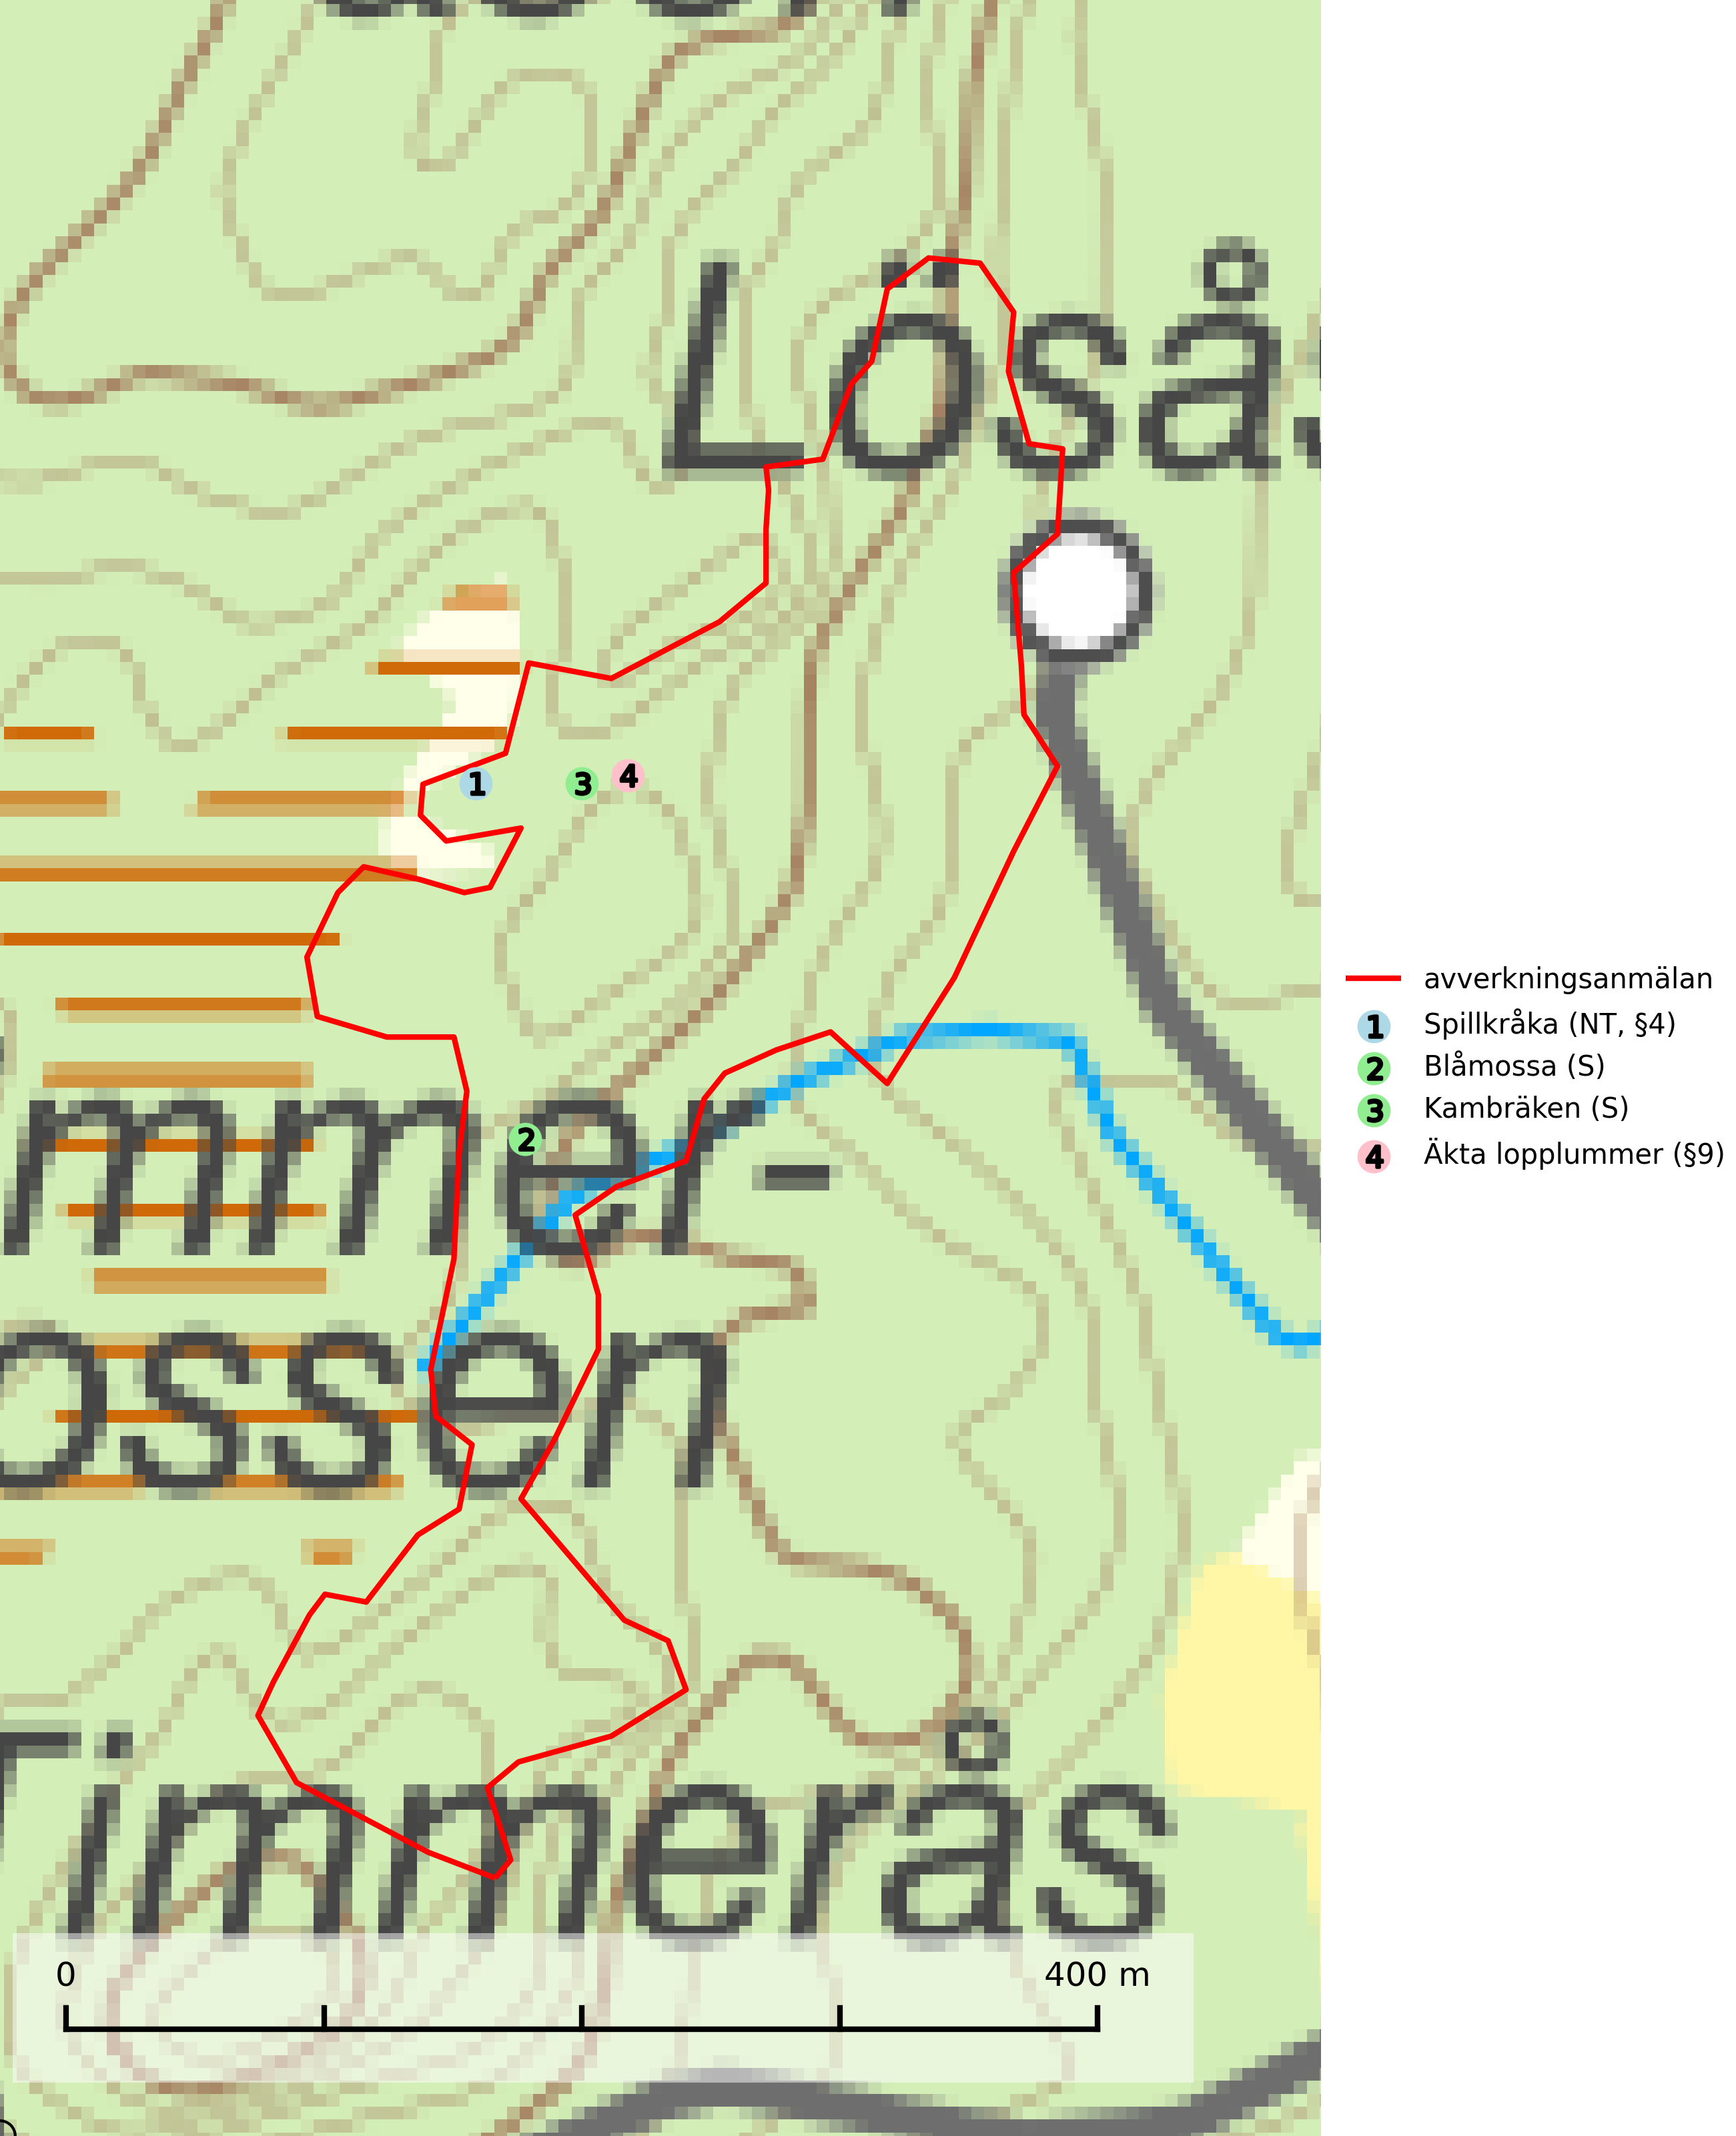 Lösås
1
3
4
mmer-
2
ossen
Timmerås
0
400 m
avverkningsanmälan
1 Spillkråka (NT, §4)
2 Blåmossa (S)
3 Kambräken (S)
4 Äkta lopplummer (§9)